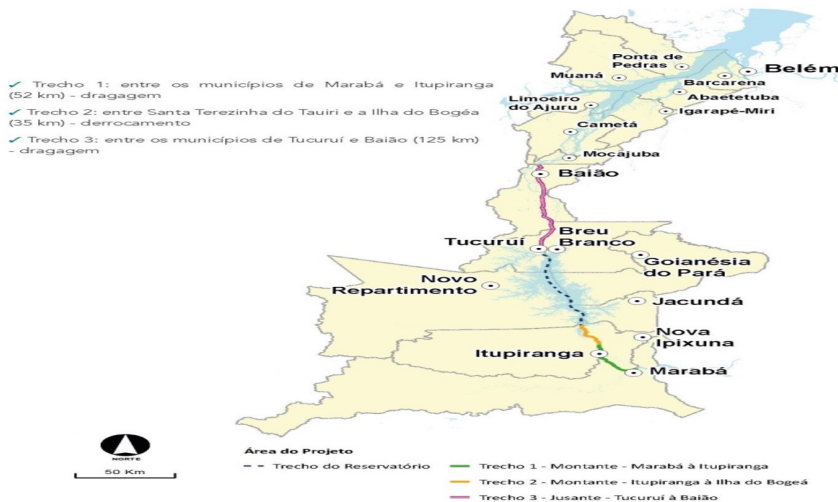 ✓ Trecho 1: entre os municípios de Marabá e Itupiranga
(52 km) - dragagem
✓ Trecho 2: entre Santa Terezinha do Tauiri e a Ilha do Bogéa
(35 km) - derrocamento
✓ Trecho 3: entre os municípios de Tucuruí e Baião (125 km)
- dragagem
Ponta de
Pedras
Belém
Muaná
Barcarena
Abaetetuba
Limoeiro
do Ajuru
Igarapé-Miri
Cametá
Mocajuba
Baião
Breu
Branco
Tucuruí
Goianésia
do Pará
Novo
Repartimento
Jacundá
Nova
Ipixuna
Itupiranga
Marabá
NORTE
50 Km
Área do Projeto
Trecho do Reservatório
Trecho 1 - Montante - Marabá à Itupiranga
Trecho 2 - Montante - Itupiranga à Ilha do Bogeá
Trecho 3 - Jusante - Tucuruí à Baião